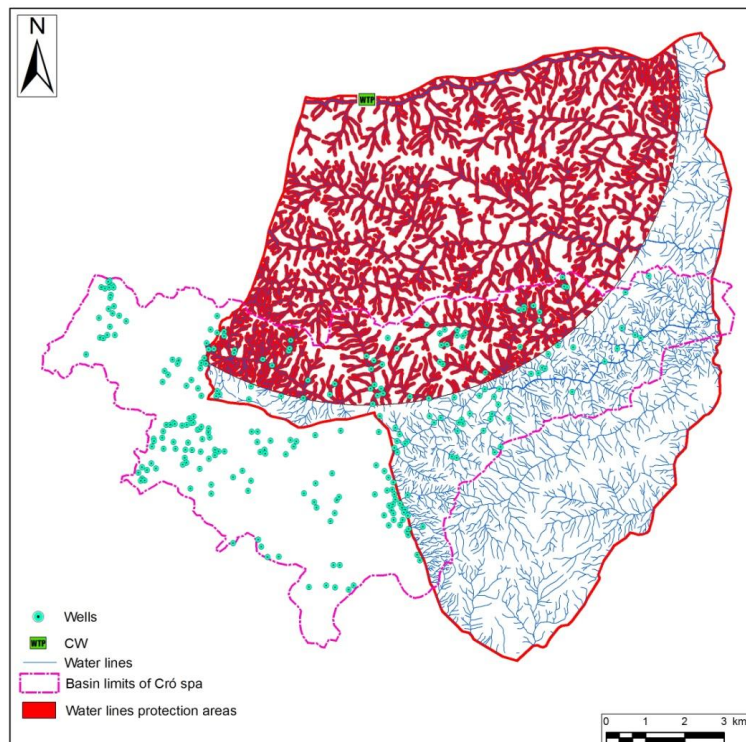 N
WTP
Wells
WTP CW
Water lines
Basin limits of Cró spa
Water lines protection areas
0 1 2 3 km